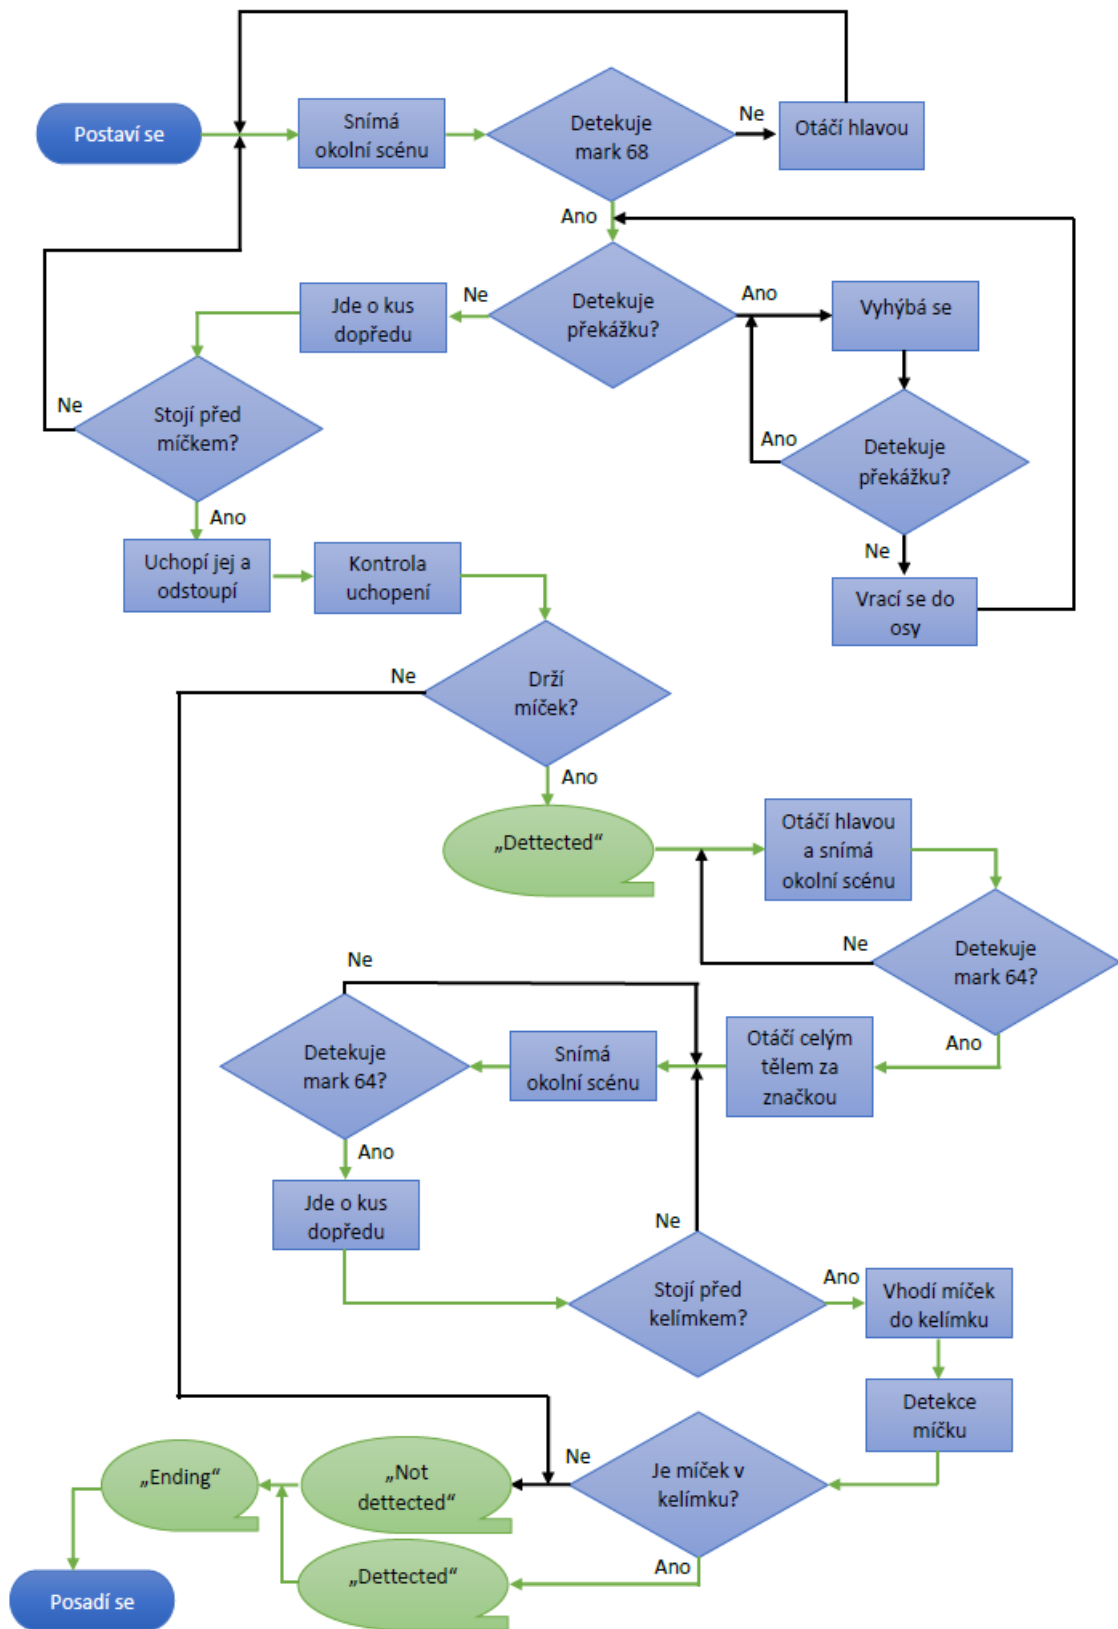 Postaví se
Snímá
okolní scénu
Detekuje
mark 68
Ne
Otáčí hlavou
Ano
Detekuje
překážku?
Ne
Jde o kus
dopředu
Ano
Vyhýbá se
Detekuje
překážku?
Ano
Ne
Vrací se do
osy
Stojí před
míčkem?
Ne
Ano
Uchopí jej a
odstoupí
Kontrola
uchopení
Drží
míček?
Ne
Ano
„Dettected“
Otáčí hlavou
a snímá
okolní scénu
Detekuje
mark 64?
Ne
Ano
Otáčí celým
tělem za
značkou
Snímá
okolní scénu
Detekuje
mark 64?
Ne
Ano
Jde o kus
dopředu
Stojí před
kelímkem?
Ne
Ano
Vhodí míček
do kelímku
Detekce
míčku
Je míček v
kelímku?
Ne
„Not
dettected“
Ano
„Dettected“
„Ending“
Posadí se